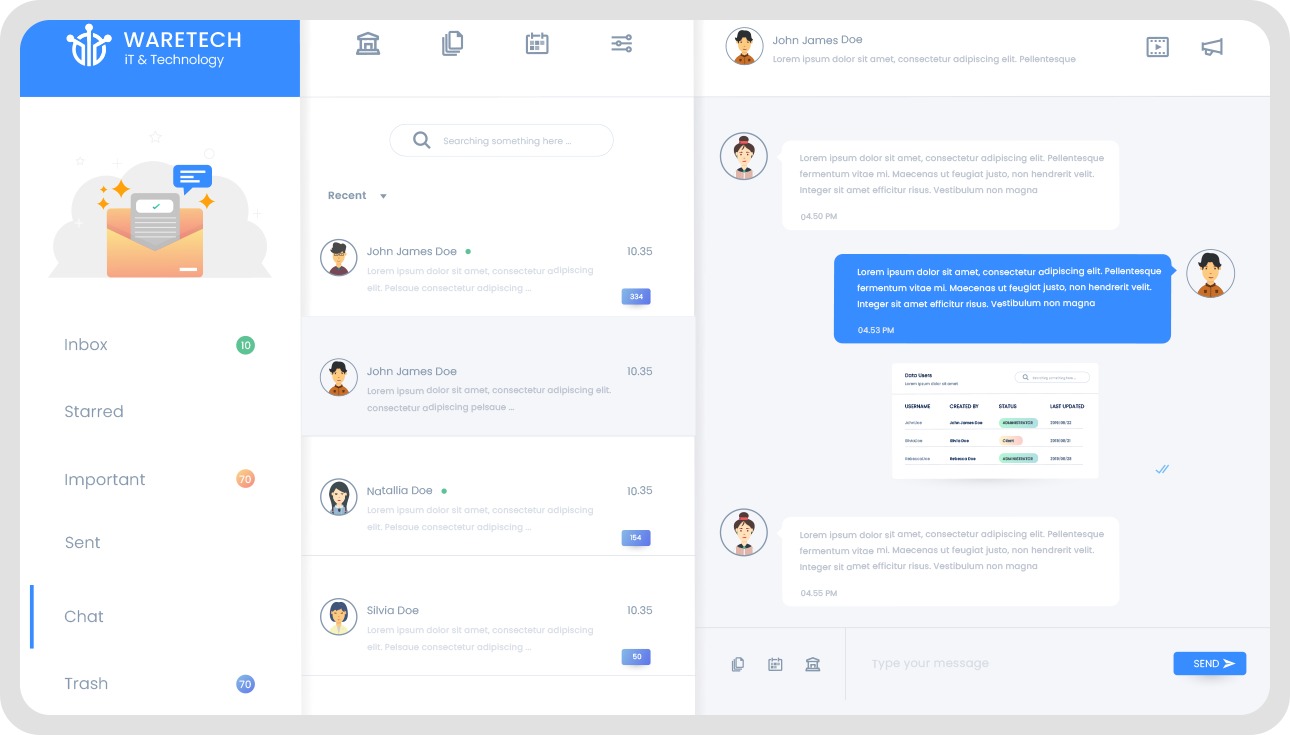 WARETECH
iT & Technology
Inbox
10
Starred
Important
70
Sent
Chat
Trash
70
Searching something here ...
Recent
John James Doe
10.35
Lorem ipsum dolor sit amet, consectetur adipiscing
elit. Pelsaue consectetur adipiscing ...
334
John James Doe
10.35
Lorem ipsum dolor sit amet, consectetur adipiscing elit.
consectetur adipiscing pelsaue ...
Natallia Doe
10.35
Lorem ipsum dolor sit amet, consectetur adipiscing
elit. Pelsaue consectetur adipiscing ...
154
Silvia Doe
10.35
Lorem ipsum dolor sit amet, consectetur adipiscing
elit. Pelsaue consectetur adipiscing ...
50
John James Doe
Lorem ipsum dolor sit amet, consectetur adipiscing elit. Pellentesque
Lorem ipsum dolor sit amet, consectetur adipiscing elit. Pellentesque
fermentum vitae mi. Maecenas ut feugiat justo, non hendrerit velit.
Integer sit amet efficitur risus. Vestibulum non magna
04.50 PM
Lorem ipsum dolor sit amet, consectetur adipiscing elit. Pellentesque
fermentum vitae mi. Maecenas ut feugiat justo, non hendrerit velit.
Integer sit amet efficitur risus. Vestibulum non magna
04.53 PM
Data Users
Lorem ipsum dolor sit amet
USERNAME CREATED BY STATUS LAST UPDATED
JohnJoe John James Doe ADMINISTRATOR 2019/08/22
SilviaJoe Silvia Doe Client 2019/08/21
RebeccaJoe Rebecca Doe ADMINISTRATOR 2019/08/23
Lorem ipsum dolor sit amet, consectetur adipiscing elit. Pellentesque
fermentum vitae mi. Maecenas ut feugiat justo, non hendrerit velit.
Integer sit amet efficitur risus. Vestibulum non magna
04.55 PM
Type your message
SEND